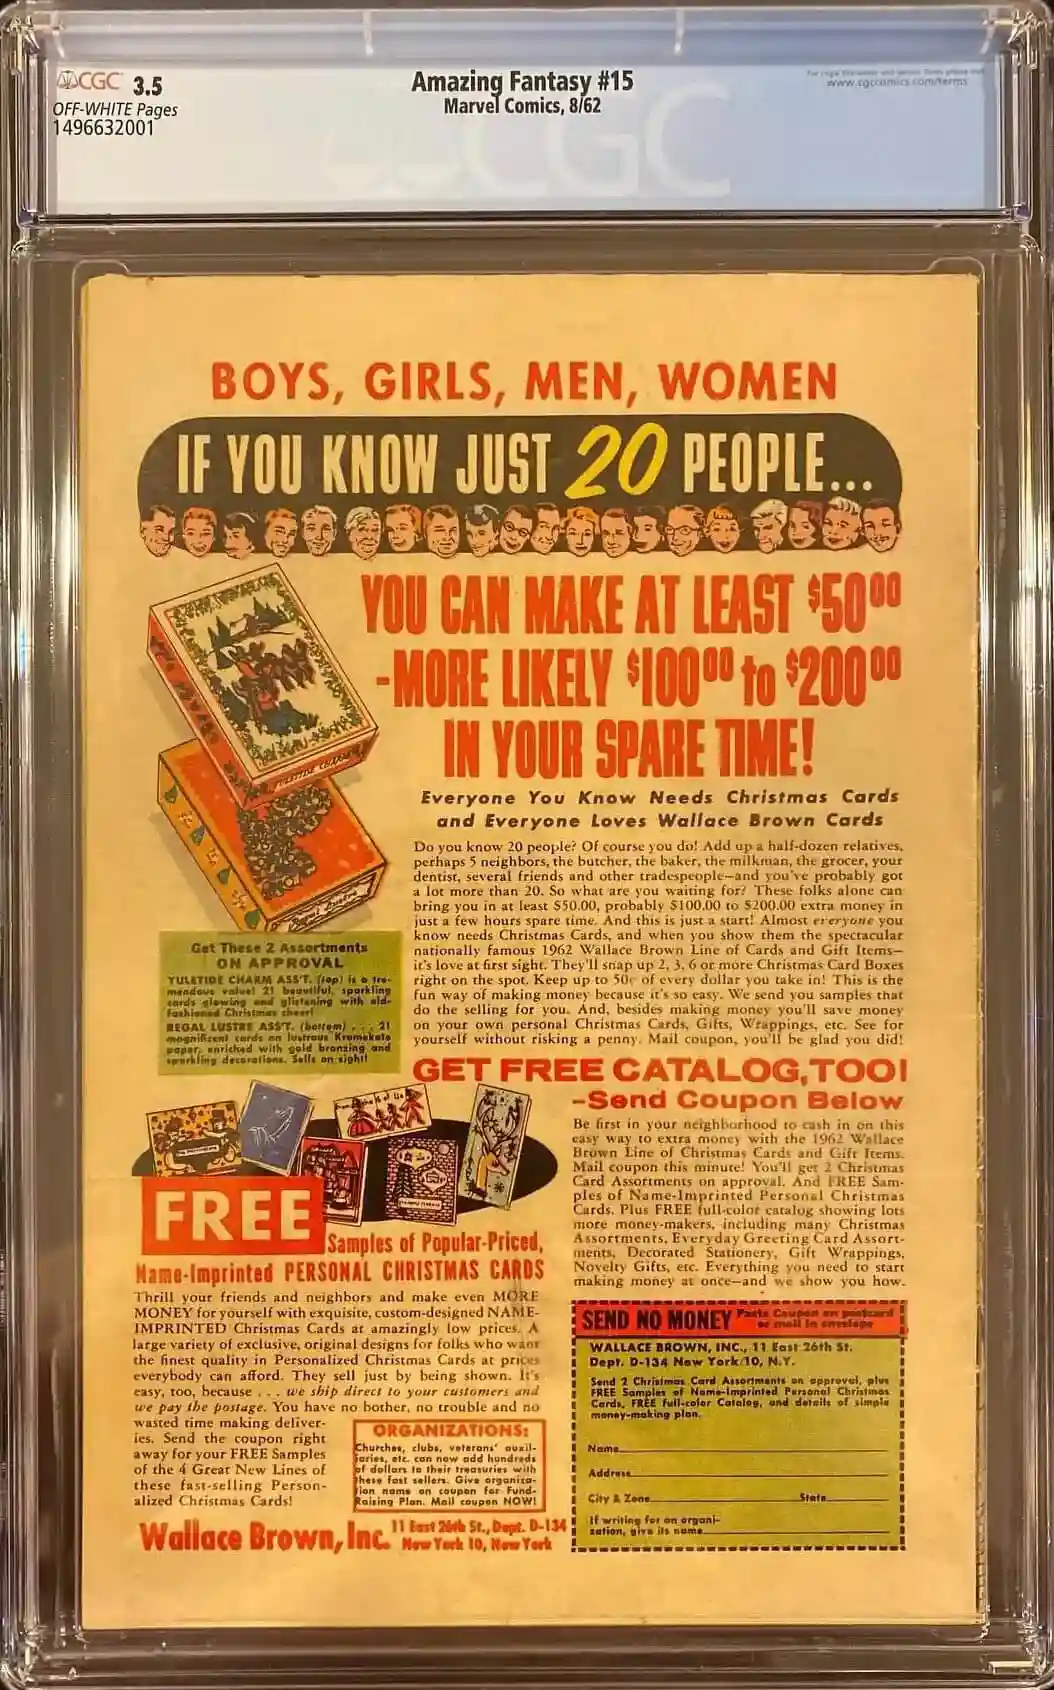 CGC 3.5
OFF-WHITE Pages
1496632001
Amazing Fantasy #15
Marvel Comics, 8/62
www.cgccomics.com/terms
CGC
BOYS, GIRLS, MEN, WOMEN
IF YOU KNOW JUST 20 PEOPLE...
YOU CAN MAKE AT LEAST $5000
-MORE LIKELY $10000 to $20000
IN YOUR SPARE TIME!
Everyone You Know Needs Christmas Cards
and Everyone Loves Wallace Brown Cards
Do you know 20 people? Of course you do! Add up a half-dozen relatives,
perhaps 5 neighbors, the butcher, the baker, the milkman, the grocer, your
dentist, several friends and other tradespeople—and you've probably got
a lot more than 20. So what are you waiting for? These folks alone can
bring you in at least $50.00, probably $100.00 to $200.00 extra money in
just a few hours spare time. And this is just a start! Almost everyone you
know needs Christmas Cards, and when you show them the spectacular
nationally famous 1962 Wallace Brown Line of Cards and Gift Items—
it's love at first sight. They'll snap up 2, 3, 6 or more Christmas Card Boxes
right on the spot. Keep up to 50¢ of every dollar you take in! This is the
fun way of making money because it's so easy. We send you samples that
do the selling for you. And, besides making money you'll save money
on your own personal Christmas Cards, Gifts, Wrappings, etc. See for
yourself without risking a penny. Mail coupon, you'll be glad you did!
YULETIDE CHARM
Regal Lustre
Get These 2 Assortments
ON APPROVAL
YULETIDE CHARM ASS'T. (top) is a tre-
mendous value! 21 beautiful, sparkling
cards glowing and glistening with old-
fashioned Christmas cheer!
REGAL LUSTRE ASS'T. (bottom) . . . 21
magnificent cards on lustrous Kromekote
paper, enriched with gold bronzing and
sparkling decorations. Sells on sight!
GET FREE CATALOG, TOO!
-Send Coupon Below
Be first in your neighborhood to cash in on this
easy way to extra money with the 1962 Wallace
Brown Line of Christmas Cards and Gift Items.
Mail coupon this minute! You'll get 2 Christmas
Card Assortments on approval. And FREE Sam-
ples of Name-Imprinted Personal Christmas
Cards. Plus FREE full-color catalog showing lots
more money-makers, including many Christmas
Assortments, Everyday Greeting Card Assort-
ments, Decorated Stationery, Gift Wrappings,
Novelty Gifts, etc. Everything you need to start
making money at once—and we show you how.
FREE
Samples of Popular-Priced,
Name-Imprinted PERSONAL CHRISTMAS CARDS
Thrill your friends and neighbors and make even MORE
MONEY for yourself with exquisite, custom-designed NAME-
IMPRINTED Christmas Cards at amazingly low prices. A
large variety of exclusive, original designs for folks who want
the finest quality in Personalized Christmas Cards at prices
everybody can afford. They sell just by being shown. It's
easy, too, because . . . we ship direct to your customers and
we pay the postage. You have no bother, no trouble and no
wasted time making deliver-
ies. Send the coupon right
away for your FREE Samples
of the 4 Great New Lines of
these fast-selling Person-
alized Christmas Cards!
ORGANIZATIONS:
Churches, clubs, veterans' auxil-
iaries, etc. can now add hundreds
of dollars to their treasuries with
these fast sellers. Give organiza-
tion name on coupon for Fund-
Raising Plan. Mail coupon NOW!
Wallace Brown, Inc. 11 East 26th St., Dept. D-134
New York 10, New York
SEND NO MONEY Paste Coupon on postcard
or mail in envelope
WALLACE BROWN, INC., 11 East 26th St.
Dept. D-134 New York 10, N.Y.
Send 2 Christmas Card Assortments on approval, plus
FREE Samples of Name-Imprinted Personal Christmas
Cards, FREE full-color Catalog, and details of simple
money-making plan.
Name
Address
City & Zone State
If writing for an organi-
zation, give its name